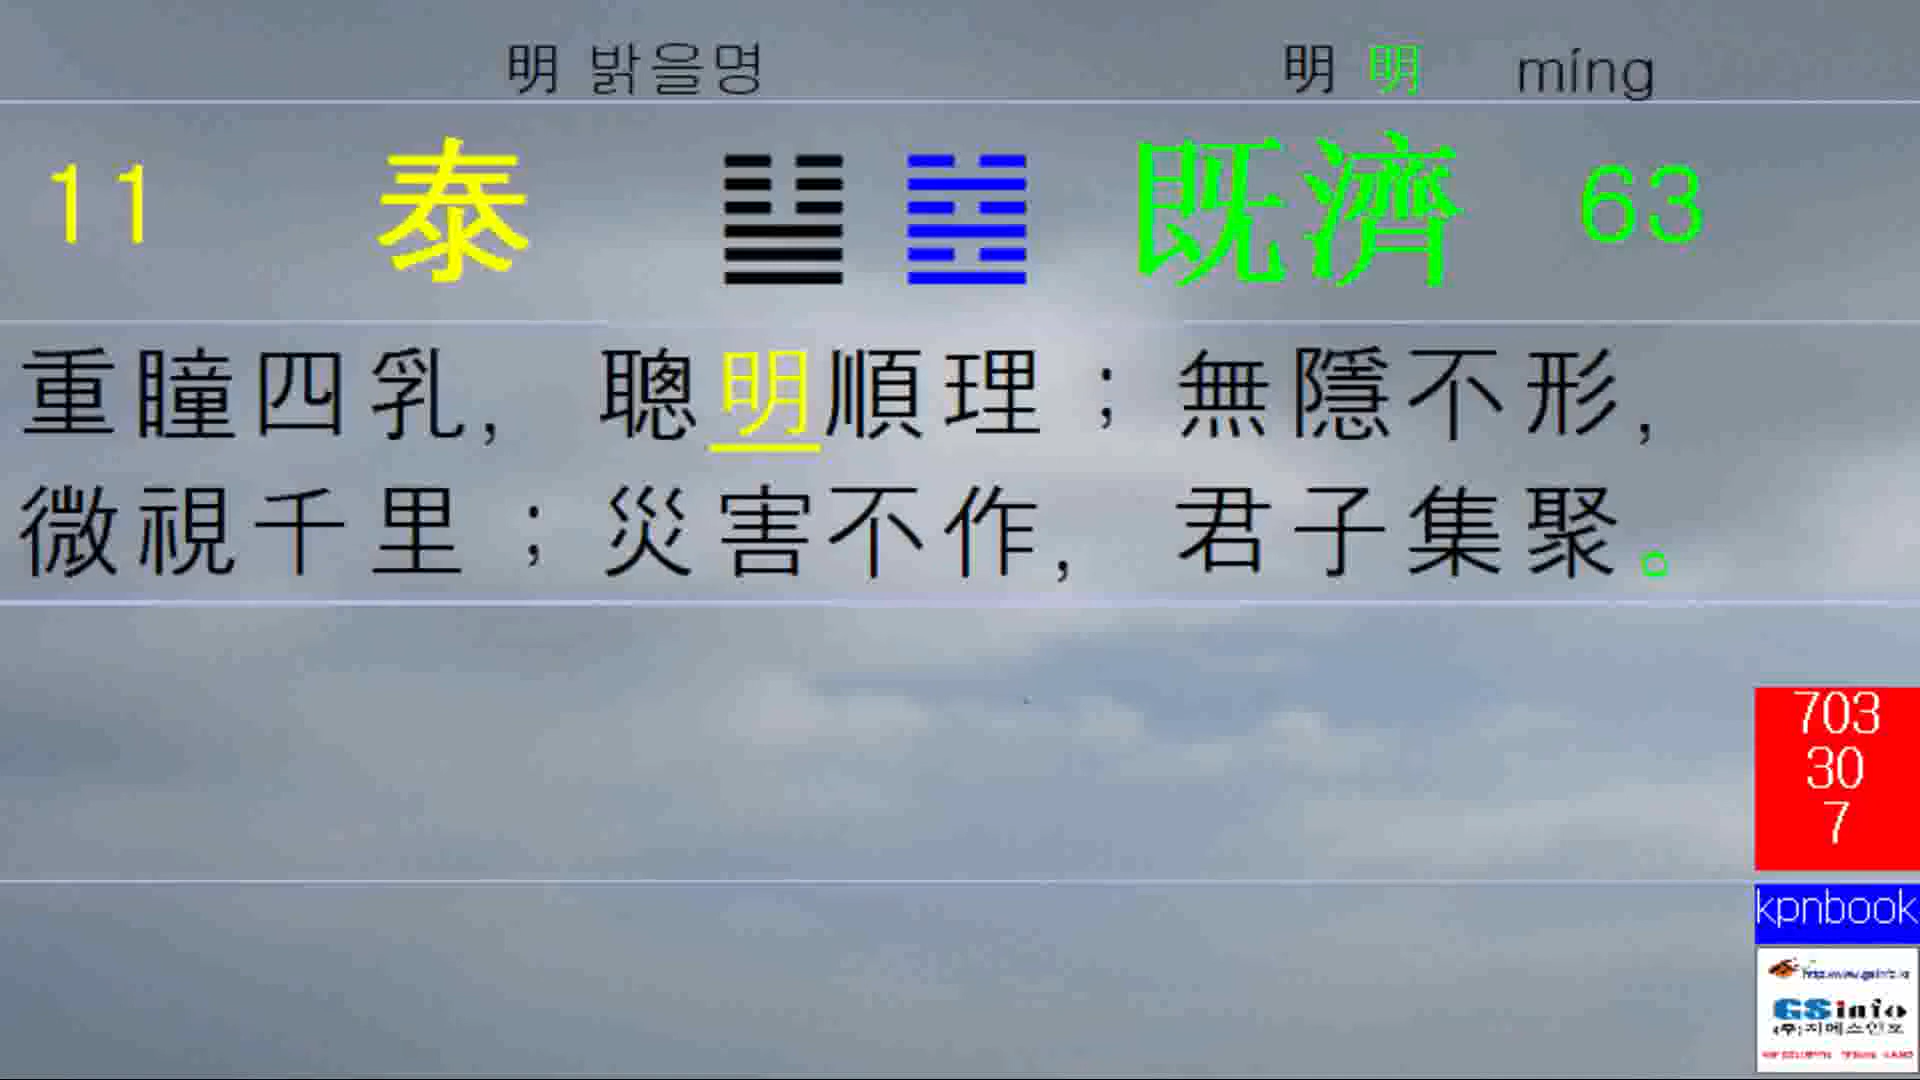 明 밝을명 明 明 míng
11 泰 既濟 63
重瞳四乳, 聰明順理；無隱不形,
微視千里；災害不作, 君子集聚。
703
30
7
kpnbook
GSinfo
(주)지에스인포